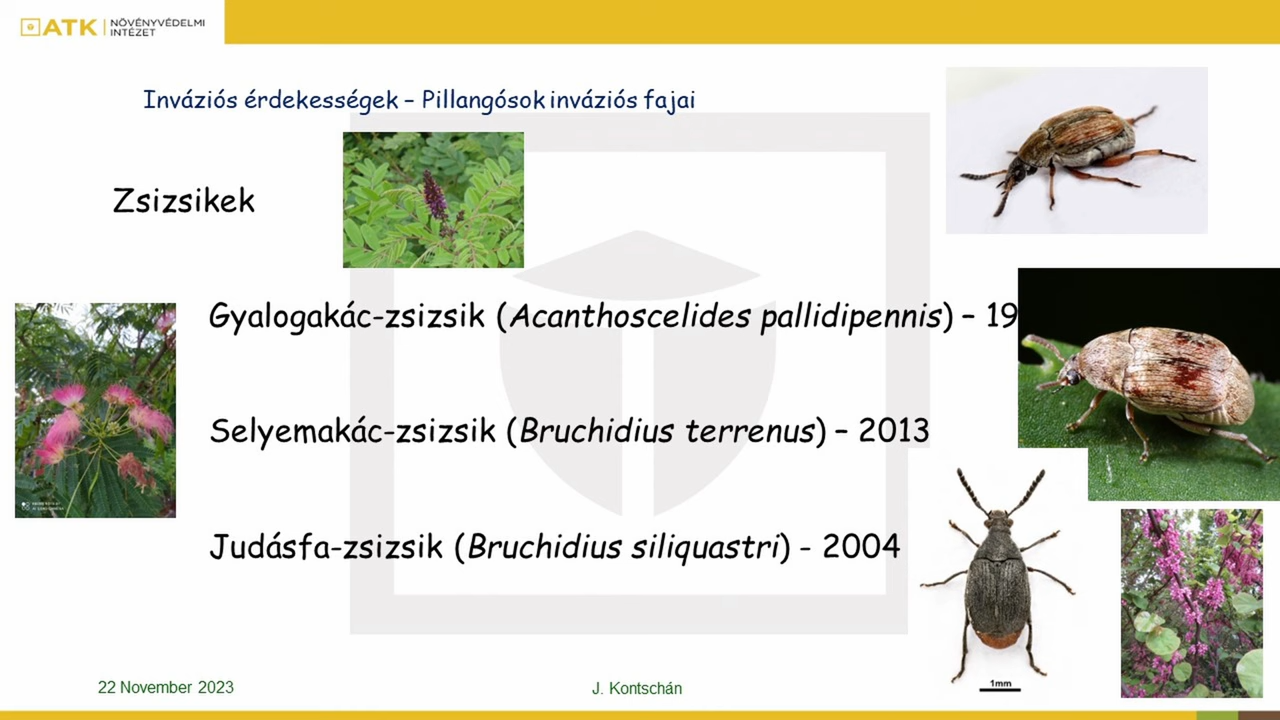 ATK NÖVÉNYVÉDELMI
INTÉZET
Inváziós érdekességek – Pillangósok inváziós fajai
Zsizsikek
Gyalogakác-zsizsik (Acanthoscelides pallidipennis) – 19
Selyemakác-zsizsik (Bruchidius terrenus) – 2013
Judásfa-zsizsik (Bruchidius siliquastri) - 2004
1mm
22 November 2023
J. Kontschán